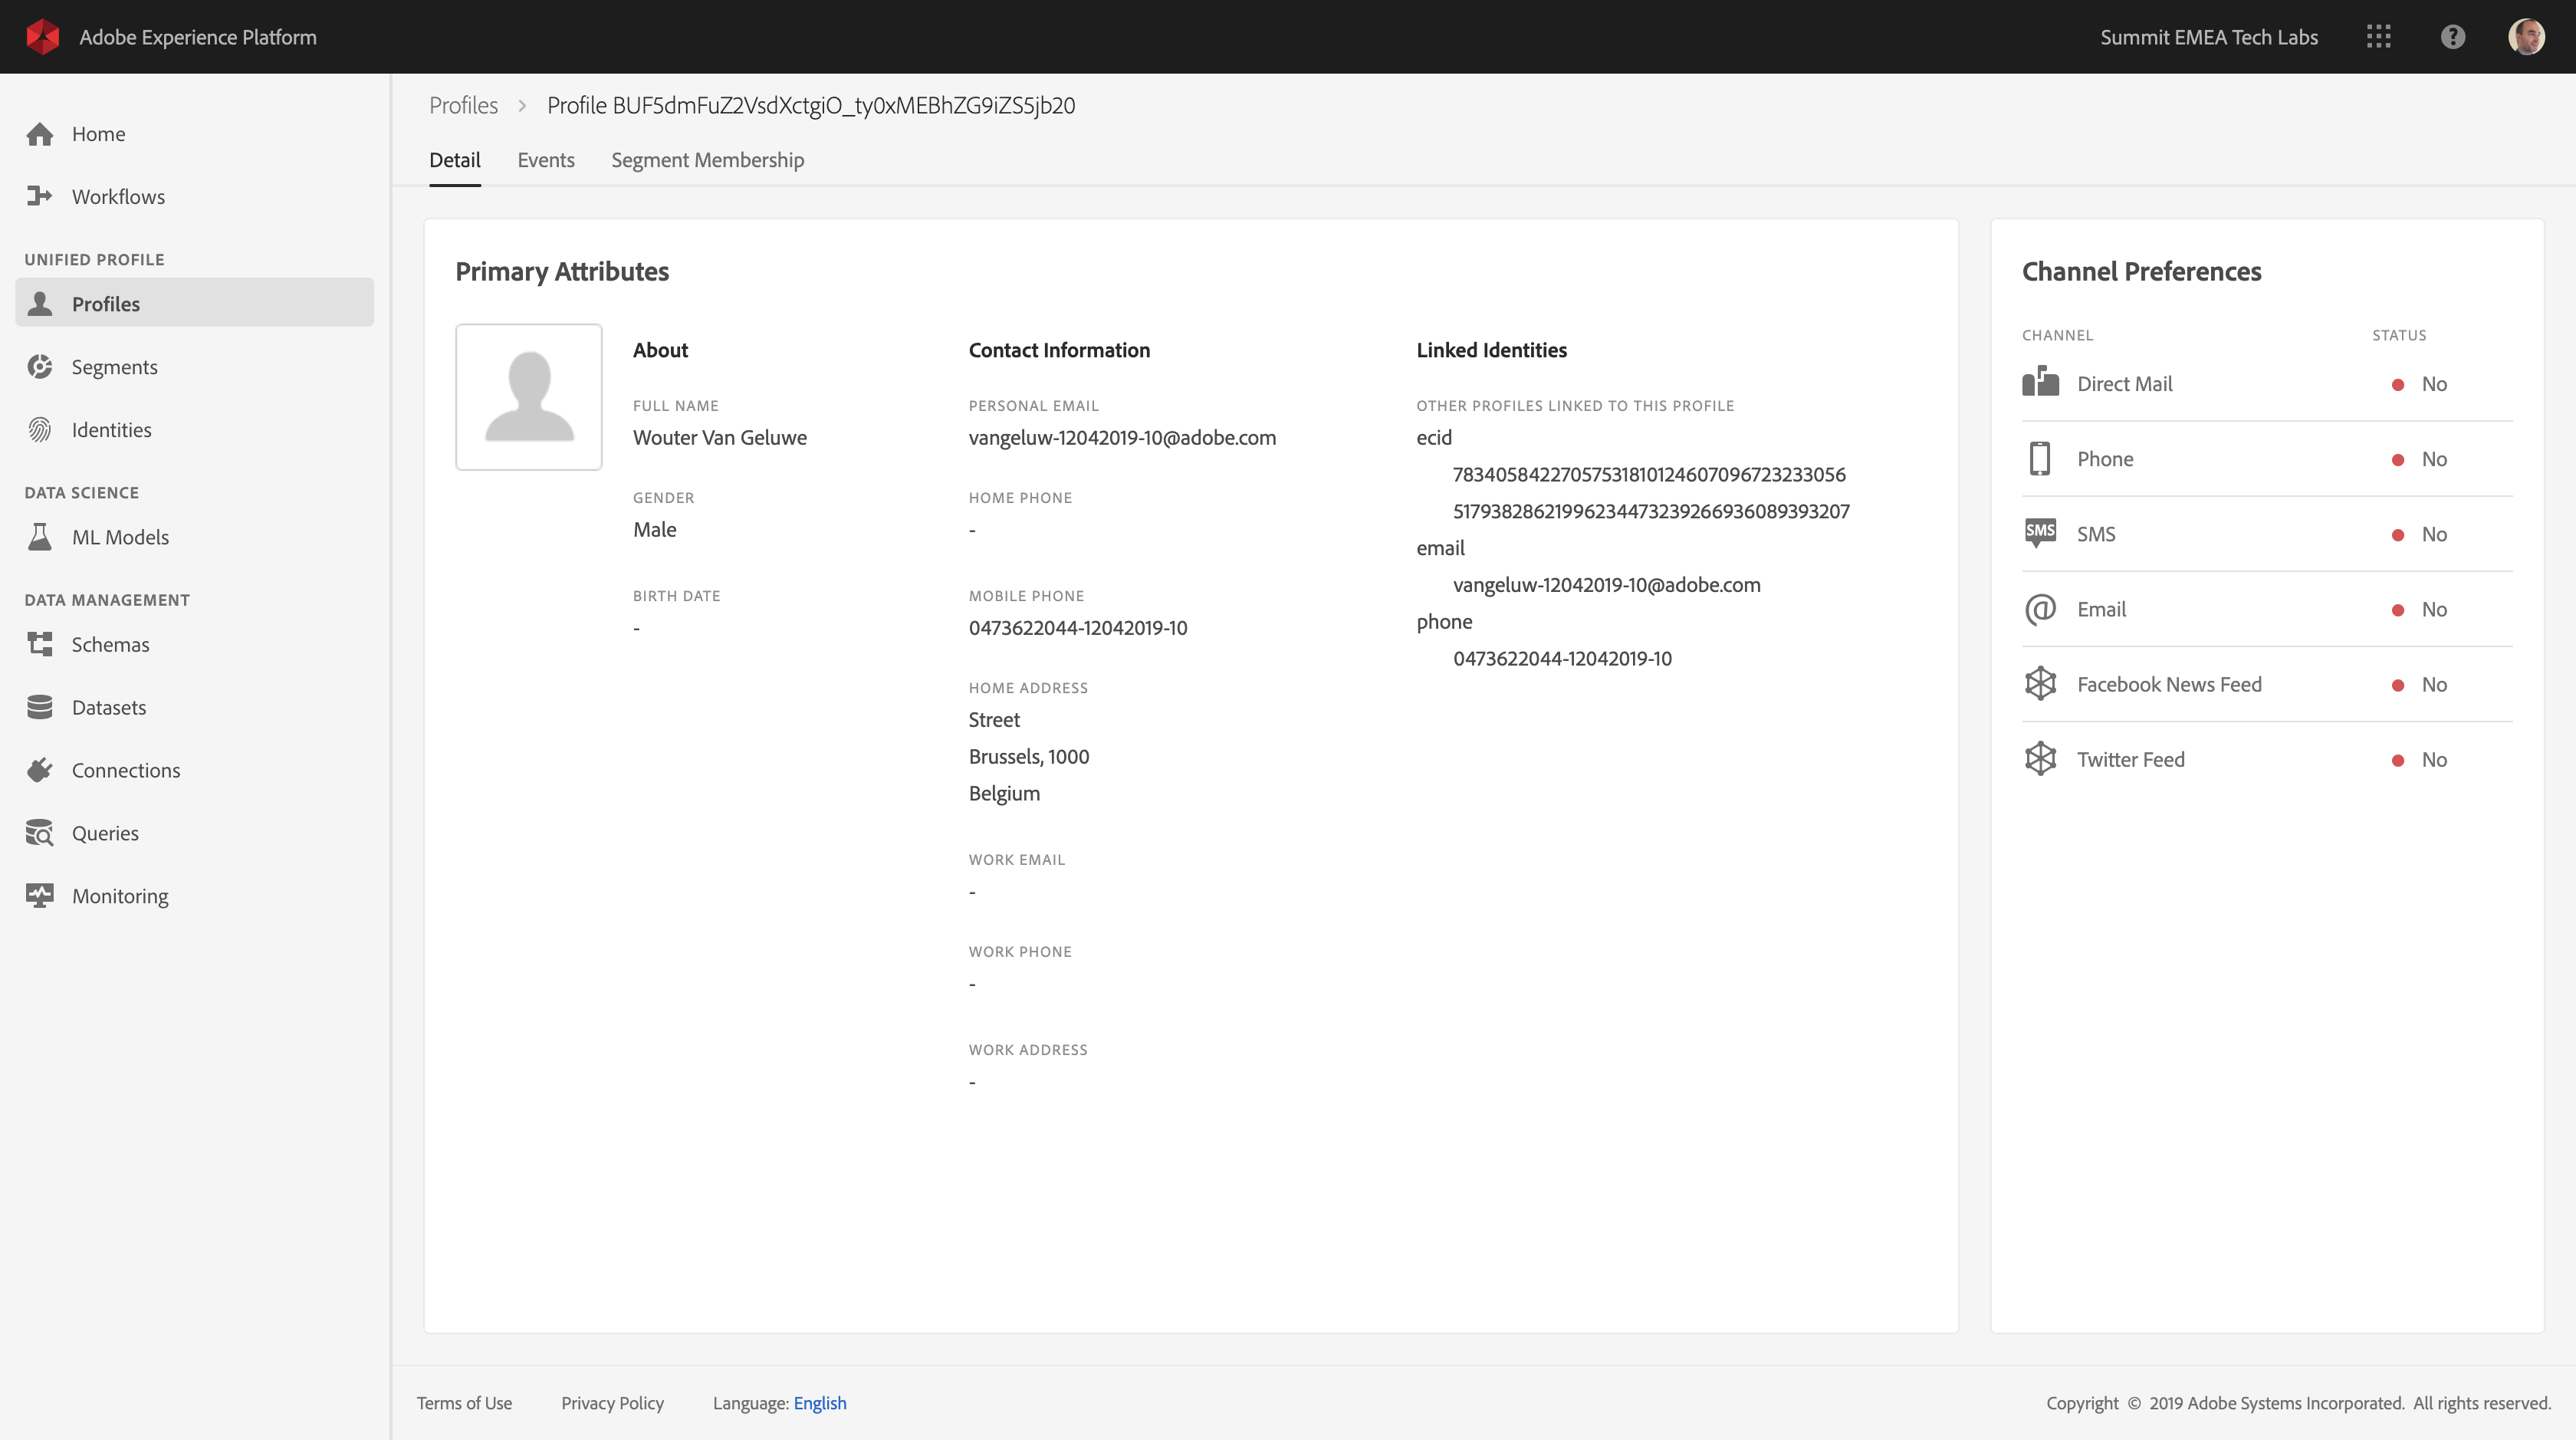 Adobe Experience Platform
Summit EMEA Tech Labs
Home
Workflows
UNIFIED PROFILE
Profiles
Segments
Identities
DATA SCIENCE
ML Models
DATA MANAGEMENT
Schemas
Datasets
Connections
Queries
Monitoring
Profiles > Profile BUF5dmFuZ2VsdXctgiO_ty0xMEBhZG9iZS5jb20
Detail Events Segment Membership
Primary Attributes
About
FULL NAME
Wouter Van Geluwe
GENDER
Male
BIRTH DATE
-
Contact Information
PERSONAL EMAIL
vangeluw-12042019-10@adobe.com
HOME PHONE
-
MOBILE PHONE
0473622044-12042019-10
HOME ADDRESS
Street
Brussels, 1000
Belgium
WORK EMAIL
-
WORK PHONE
-
WORK ADDRESS
-
Linked Identities
OTHER PROFILES LINKED TO THIS PROFILE
ecid
78340584227057531810124607096723233056
51793828621996234473239266936089393207
email
vangeluw-12042019-10@adobe.com
phone
0473622044-12042019-10
Channel Preferences
CHANNEL STATUS
Direct Mail No
Phone No
SMS SMS No
@ Email No
Facebook News Feed No
Twitter Feed No
Terms of Use Privacy Policy Language: English
Copyright © 2019 Adobe Systems Incorporated. All rights reserved.